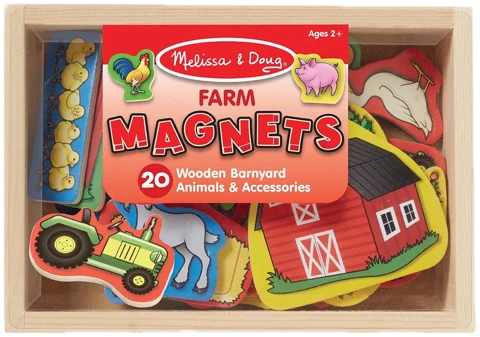 Ages 2+
Melissa & Doug
FARM
MAGNETS
20 Wooden Barnyard
Animals & Accessories